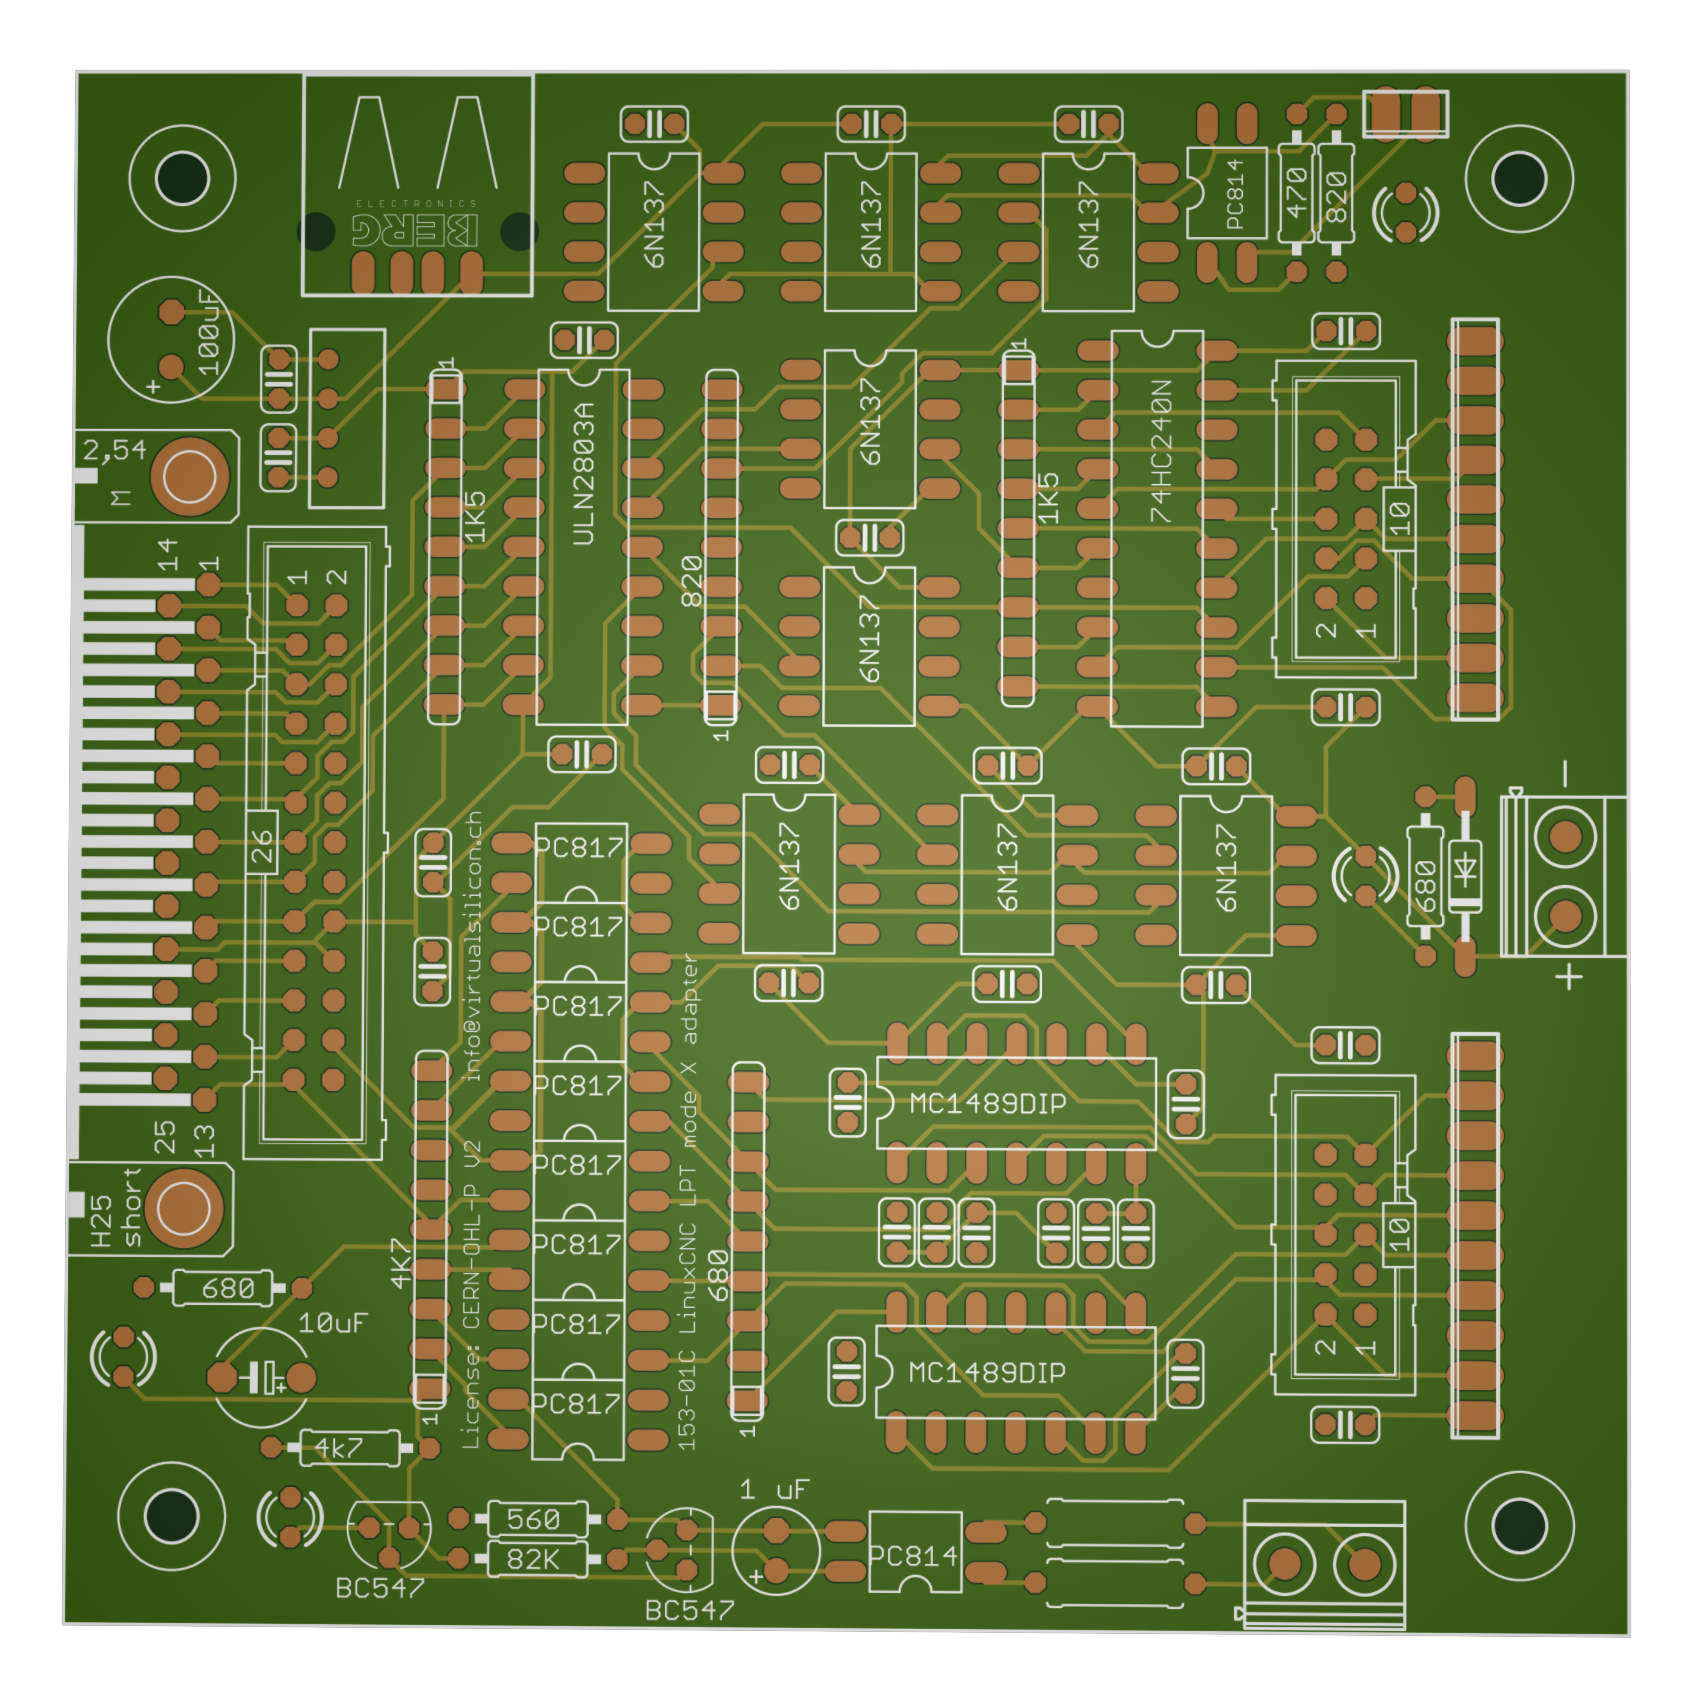 ELECTRONICS
BERG
6N137
6N137
6N137
PC814
470
820
100uF
+
2,54
M
1
1K5
ULN2803A
820
1
6N137
6N137
1
1K5
74HC240N
10
2
1
14
1
1
2
26
25
13
H25
short
6N137
6N137
6N137
680
-
+
PC817
PC817
PC817
PC817
PC817
PC817
PC817
PC817
info@virtualsilicon.ch
License: CERN-OHL-P v2
153-01C LinuxCNC LPT mode X adapter
4K7
1
680
1
MC1489DIP
MC1489DIP
10
2
1
680
10uF
+
4k7
BC547
560
82K
BC547
1 uF
+
PC814